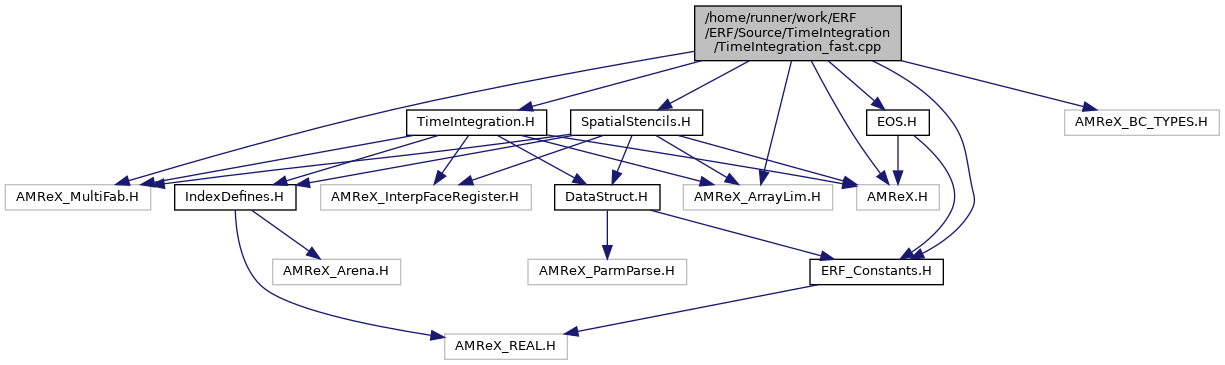 /home/runner/work/ERF
/ERF/Source/TimeIntegration
/TimeIntegration_fast.cpp
TimeIntegration.H
SpatialStencils.H
EOS.H
AMReX_BC_TYPES.H
AMReX_MultiFab.H
IndexDefines.H
AMReX_InterpFaceRegister.H
DataStruct.H
AMReX_ArrayLim.H
AMReX.H
AMReX_Arena.H
AMReX_ParmParse.H
ERF_Constants.H
AMReX_REAL.H